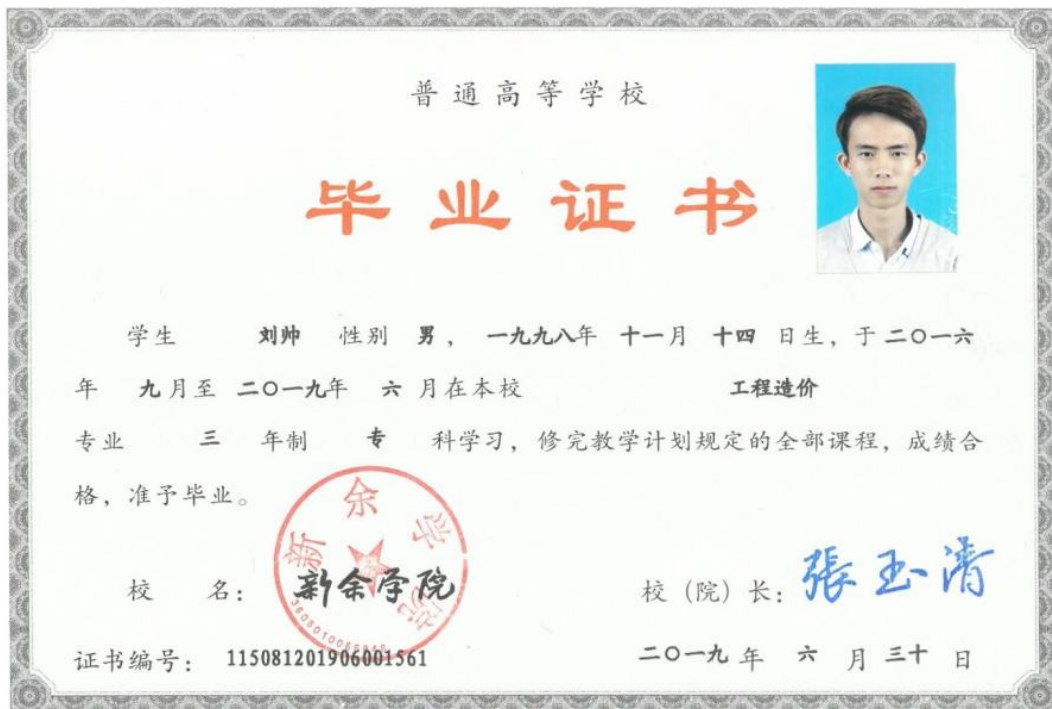 普通高等学校
毕业证书
学生 刘帅 性别 男, 一九九八年 十一月 十四 日生, 于二〇一六
年 九月至 二〇一九年 六 月在本校 工程造价
专业 三 年制 专 科学习, 修完教学计划规定的全部课程, 成绩合
格, 准予毕业。
新余学院
校 名: 新余学院 校(院)长: 張玉清
证书编号: 115081201906001561 二〇一九 年 六 月 三十 日